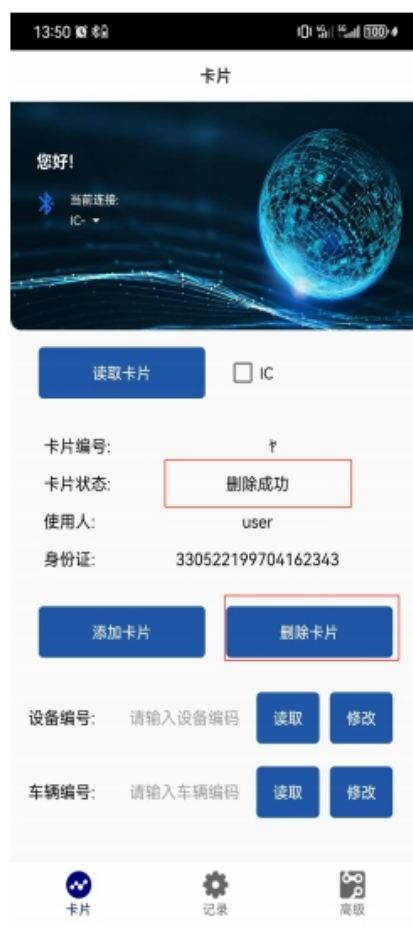 13:50
100
卡片
您好!
当前连接:
IC-
读取卡片 IC
卡片编号:
卡片状态: 删除成功
使用人: user
身份证: 330522199704162343
添加卡片 删除卡片
设备编号: 请输入设备编码 读取 修改
车辆编号: 请输入车辆编码 读取 修改
卡片 记录 高级